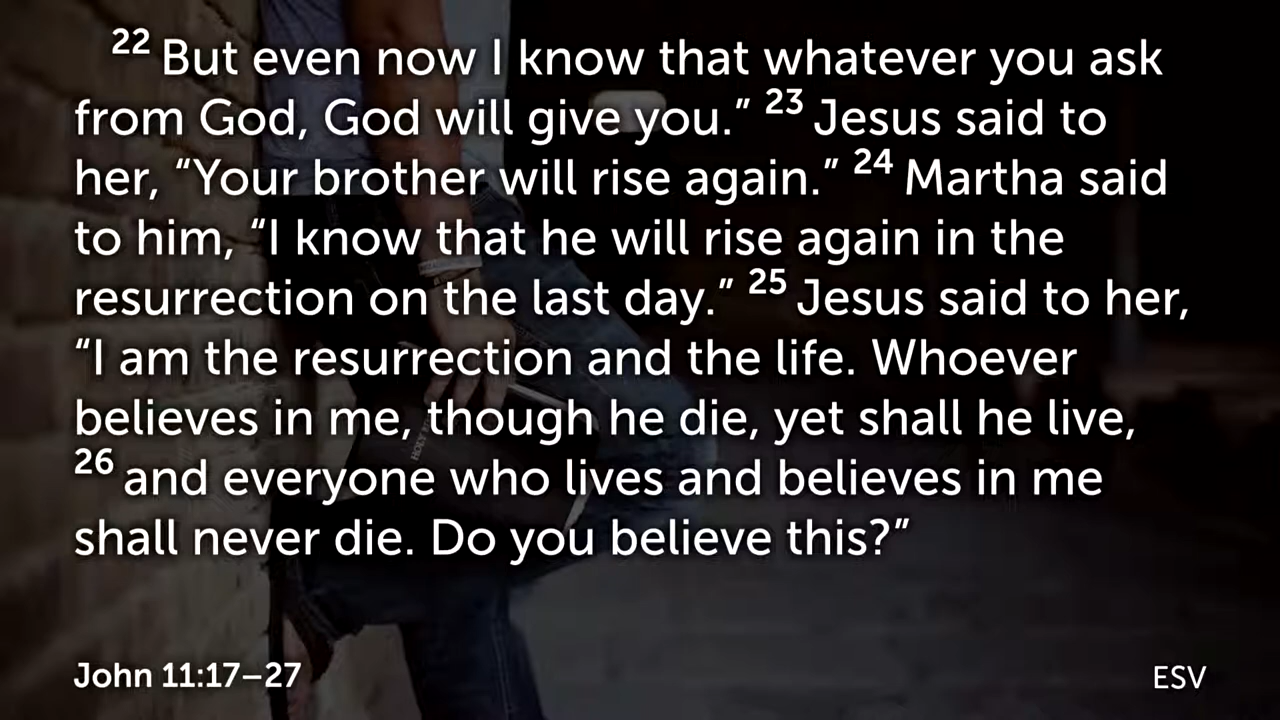 22 But even now I know that whatever you ask
from God, God will give you.” 23 Jesus said to
her, “Your brother will rise again.” 24 Martha said
to him, “I know that he will rise again in the
resurrection on the last day.” 25 Jesus said to her,
“I am the resurrection and the life. Whoever
believes in me, though he die, yet shall he live,
26 and everyone who lives and believes in me
shall never die. Do you believe this?”
John 11:17–27
ESV
HOLY